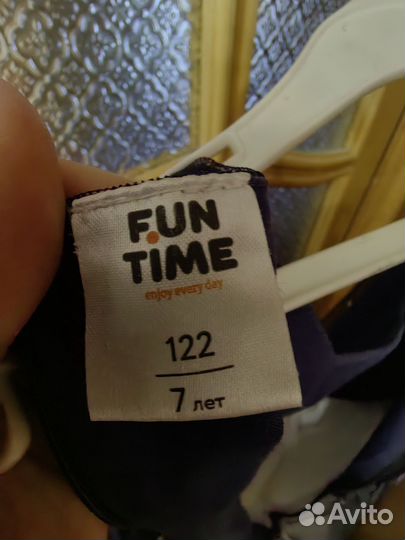 FUN
TIME
enjoy every day
122
7 лет
Avito